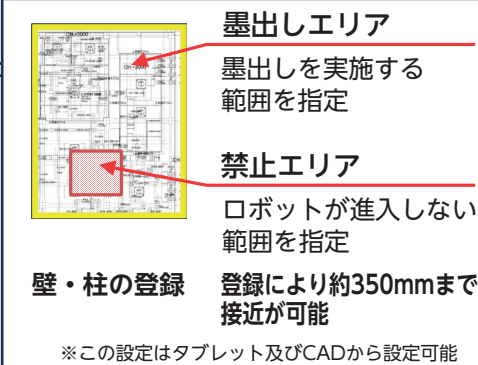 墨出しエリア
墨出しを実施する
範囲を指定
禁止エリア
ロボットが進入しない
範囲を指定
壁・柱の登録 登録により約350mmまで
接近が可能
※この設定はタブレット及びCADから設定可能